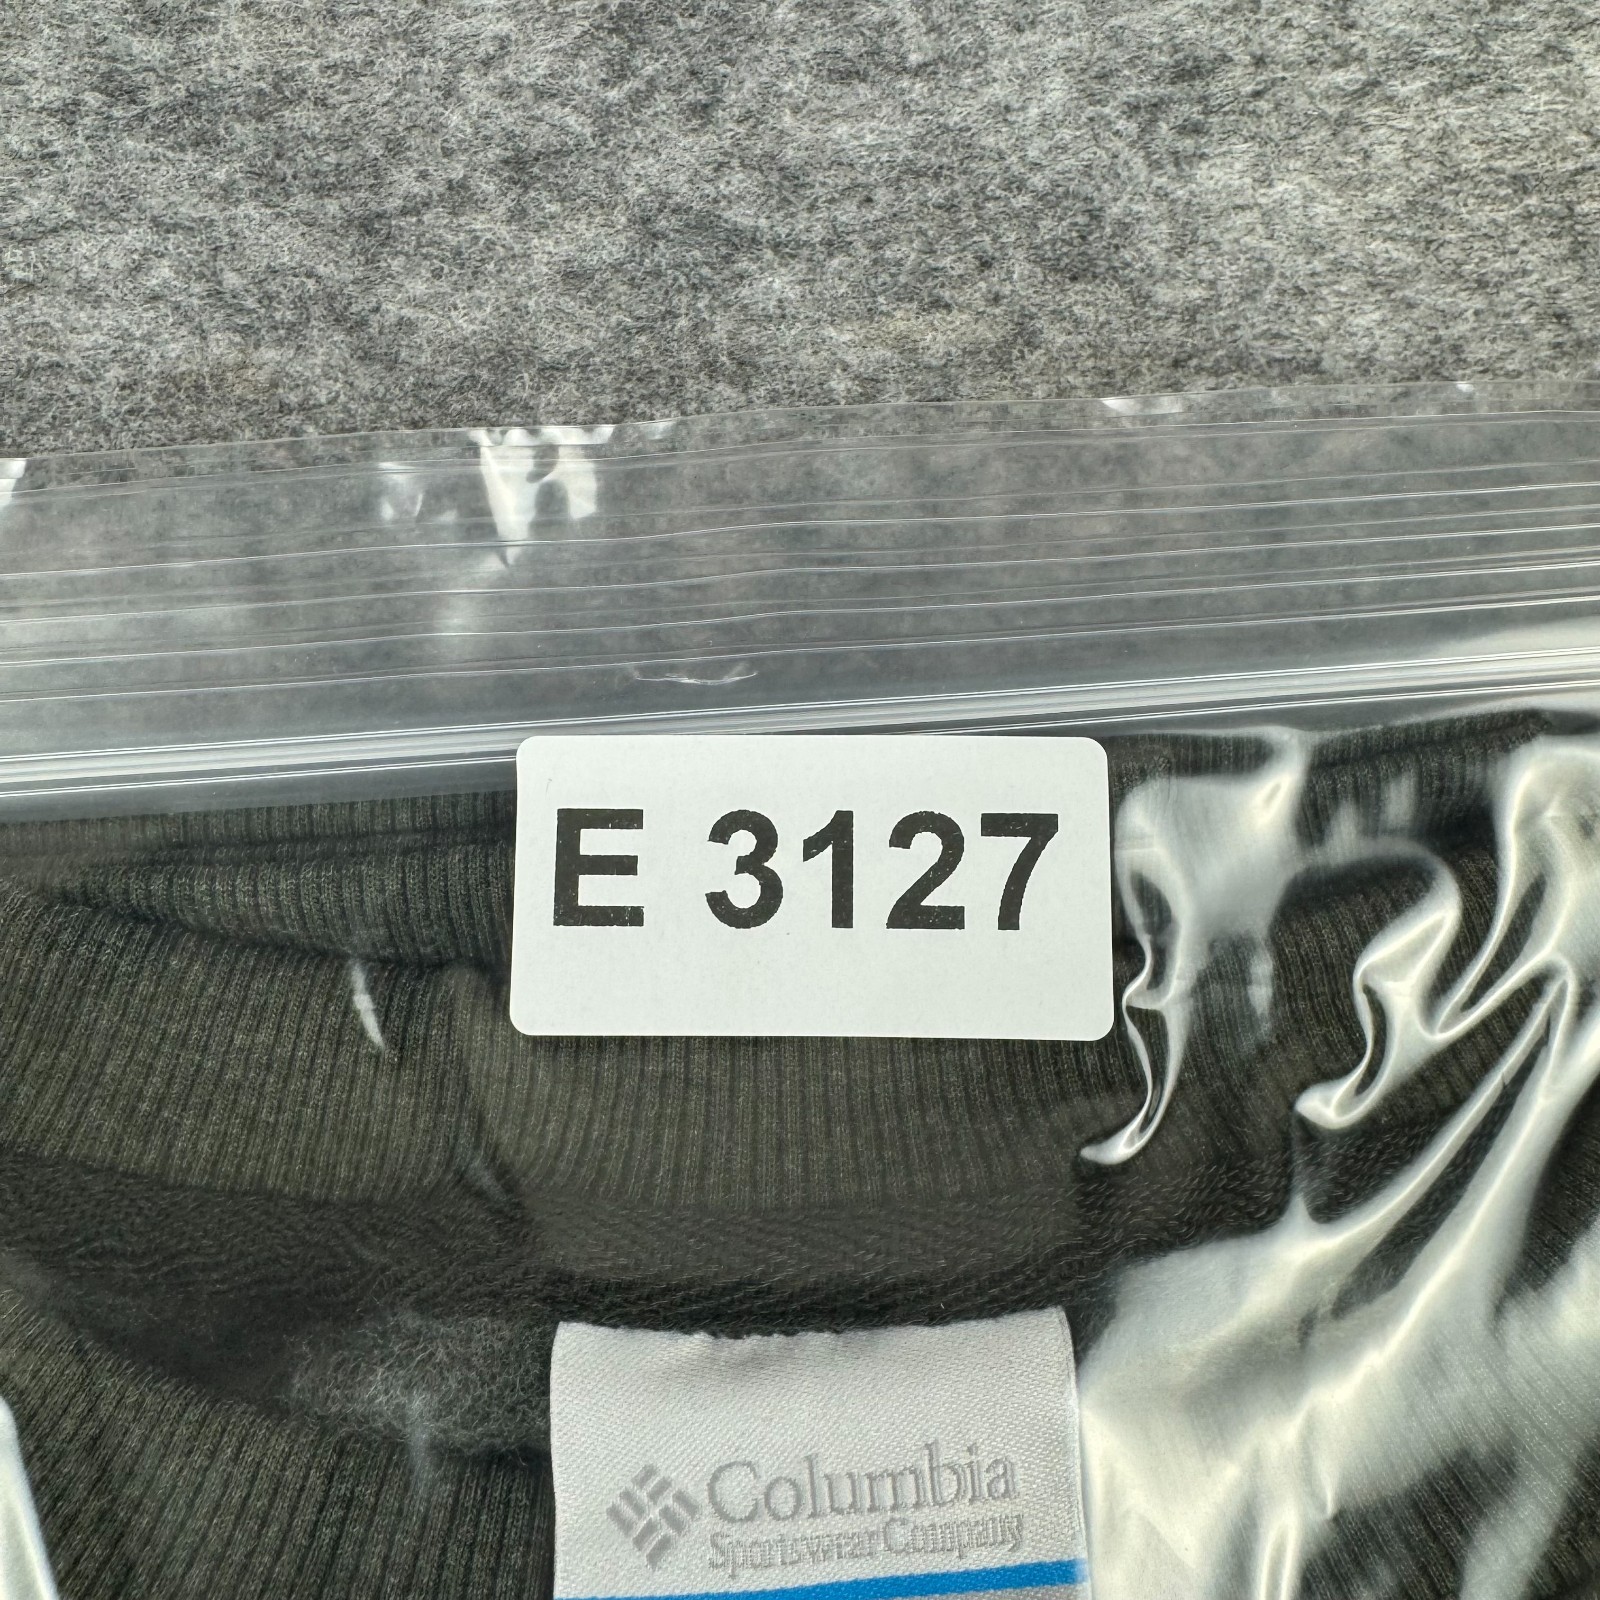 E 3127
Columbia
Sportswear Company